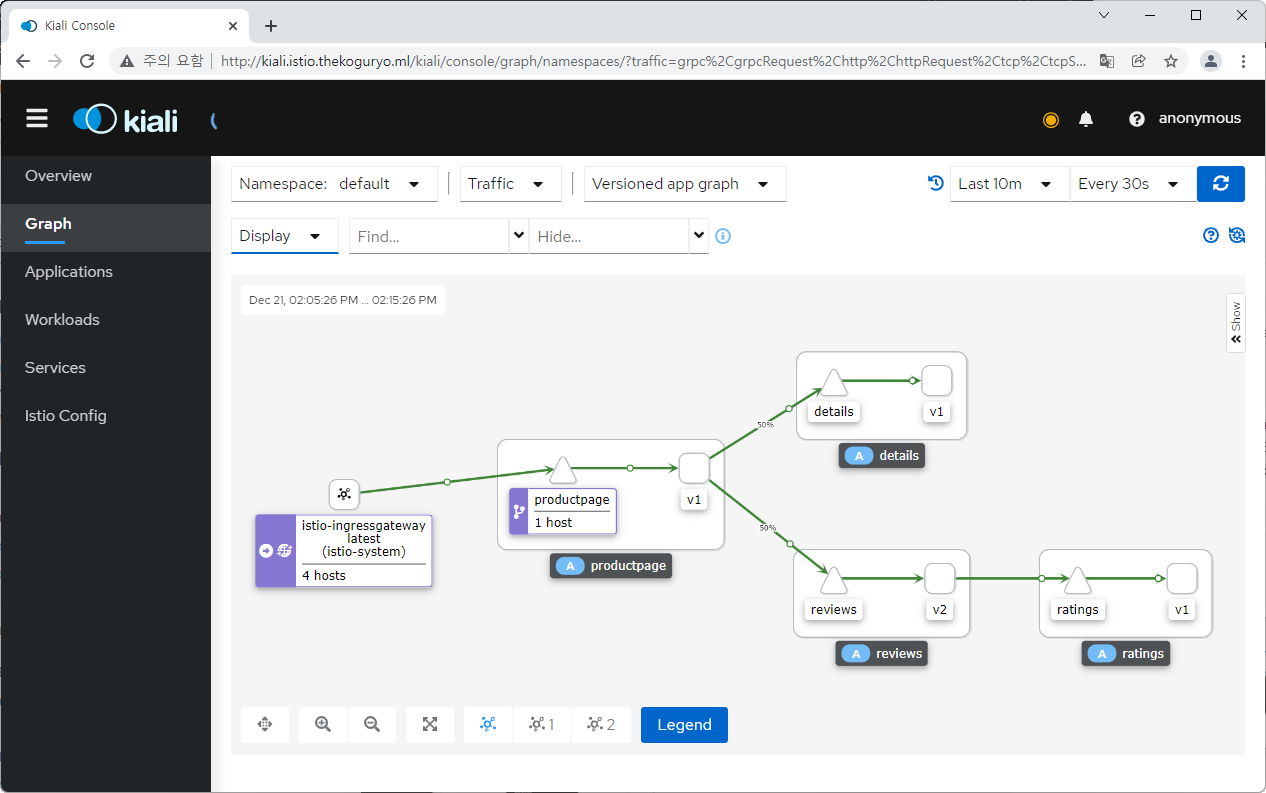 Kiali Console
주의 요함
http://kiali.istio.thekoguryo.ml/kiali/console/graph/namespaces/?traffic=grpc%2CgrpcRequest%2Chttp%2ChttpRequest%2Ctcp%2CtcpS...
kiali
anonymous
Overview
Graph
Applications
Workloads
Services
Istio Config
Namespace: default
Traffic
Versioned app graph
Last 10m
Every 30s
Display
Find...
Hide...
Dec 21, 02:05:26 PM ... 02:15:26 PM
Show
details
v1
A details
50%
productpage
1 host
v1
A productpage
istio-ingressgateway
latest
(istio-system)
4 hosts
50%
reviews
v2
A reviews
ratings
v1
A ratings
1
2
Legend